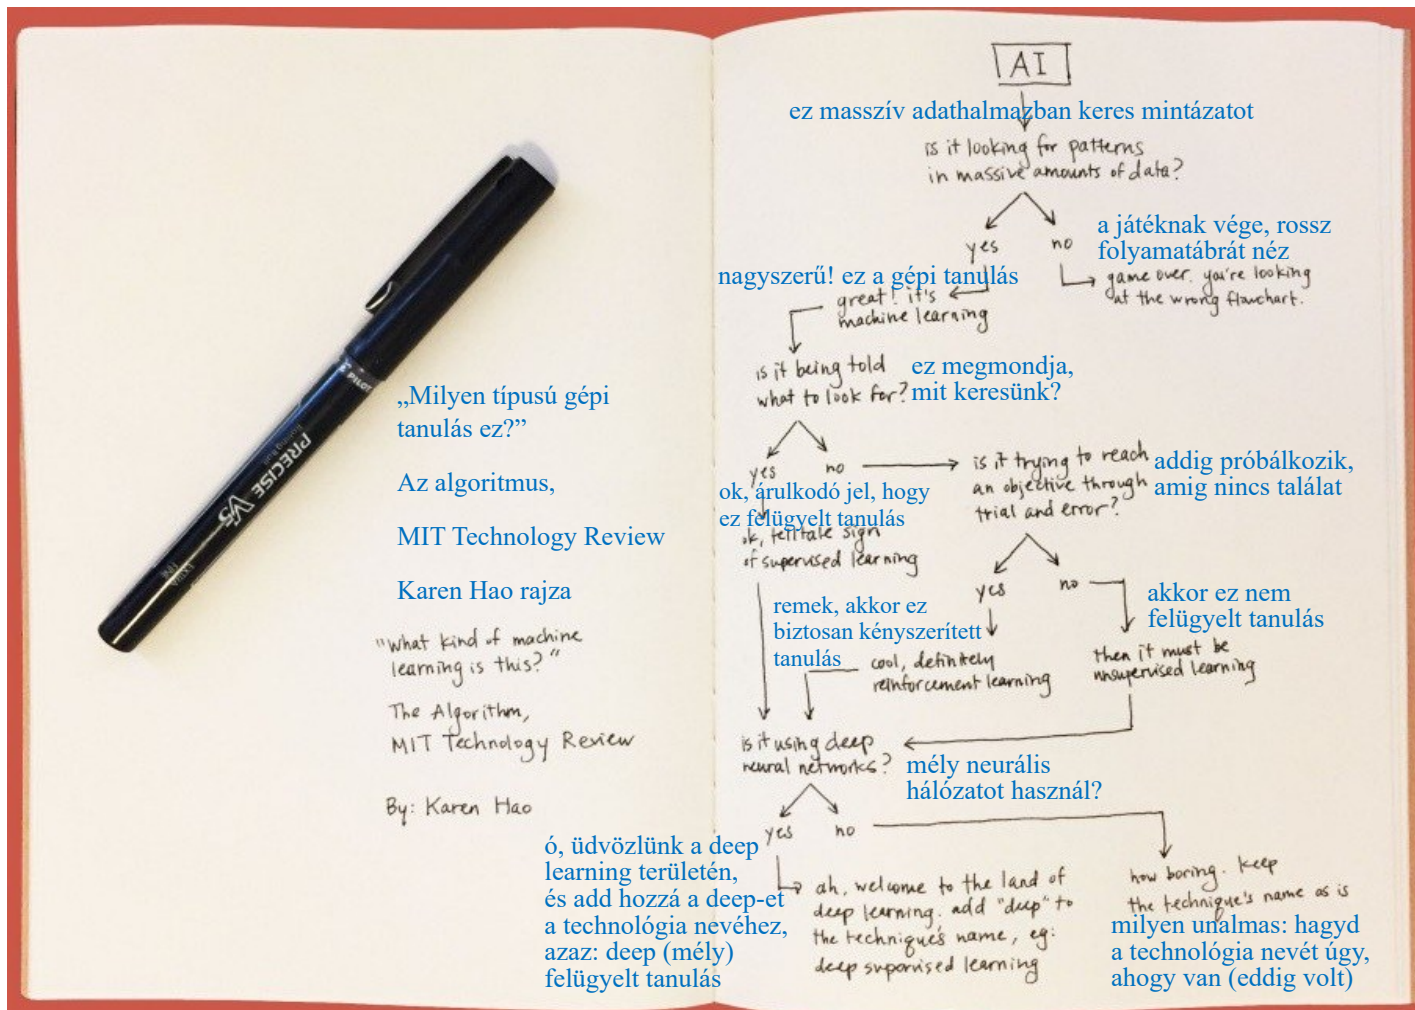 PILOT
Rolling Ball
PRECISE V5
EXTRA
FINE
„Milyen típusú gépi
tanulás ez?”
Az algoritmus,
MIT Technology Review
Karen Hao rajza
"What kind of machine
learning is this?"
The Algorithm,
MIT Technology Review
By: Karen Hao
AI
ez masszív adathalmazban keres mintázatot
is it looking for patterns
in massive amounts of data?
yes
no
a játéknak vége, rossz
folyamatábrát néz
game over. you're looking
at the wrong flowchart.
nagyszerű! ez a gépi tanulás
great! it's
machine learning
is it being told
what to look for?
ez megmondja,
mit keresünk?
yes
no
ok, árulkodó jel, hogy
ez felügyelt tanulás
ok, telltale sign
of supervised learning
is it trying to reach
an objective through
trial and error?
addig próbálkozik,
amig nincs találat
yes
no
remek, akkor ez
biztosan kényszerített
tanulás
cool, definitely
reinforcement learning
akkor ez nem
felügyelt tanulás
then it must be
unsupervised learning
is it using deep
neural networks?
mély neurális
hálózatot használ?
yes
no
ó, üdvözlünk a deep
learning területén,
és add hozzá a deep-et
a technológia nevéhez,
azaz: deep (mély)
felügyelt tanulás
ah, welcome to the land of
deep learning. add "deep" to
the technique's name, eg:
deep supervised learning
how boring. keep
the technique's name as is
milyen unalmas: hagyd
a technológia nevét úgy,
ahogy van (eddig volt)